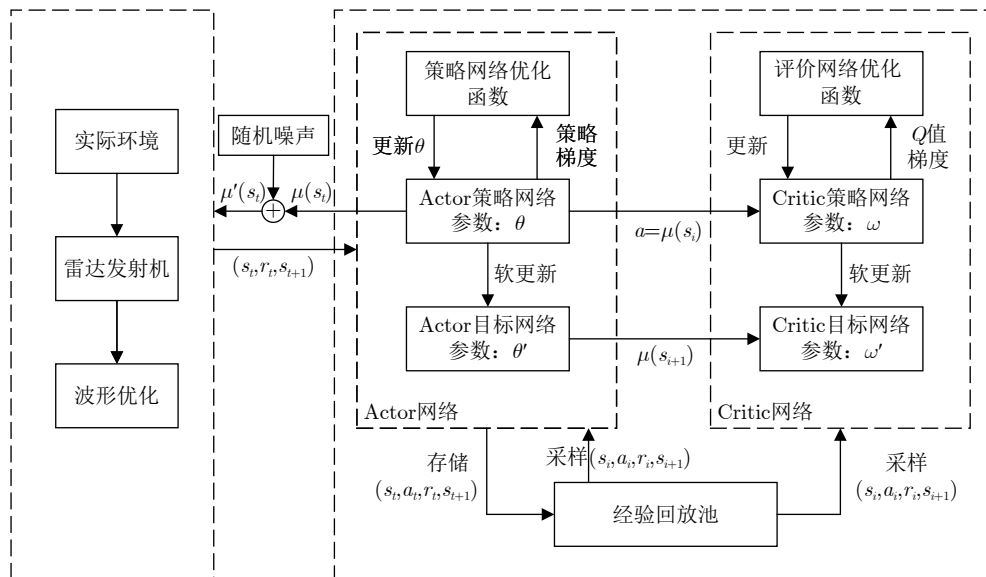 实际环境
雷达发射机
波形优化
随机噪声
μ′(s_t)
μ(s_t)
+
(s_t,r_t,s_{t+1})
策略网络优化
函数
更新θ
策略
梯度
Actor策略网络
参数：θ
软更新
Actor目标网络
参数：θ′
Actor网络
a=μ(s_i)
μ(s_{i+1})
评价网络优化
函数
更新
Q值
梯度
Critic策略网络
参数：ω
软更新
Critic目标网络
参数：ω′
Critic网络
存储
(s_t,a_t,r_t,s_{t+1})
采样(s_i,a_i,r_i,s_{i+1})
经验回放池
采样
(s_i,a_i,r_i,s_{i+1})